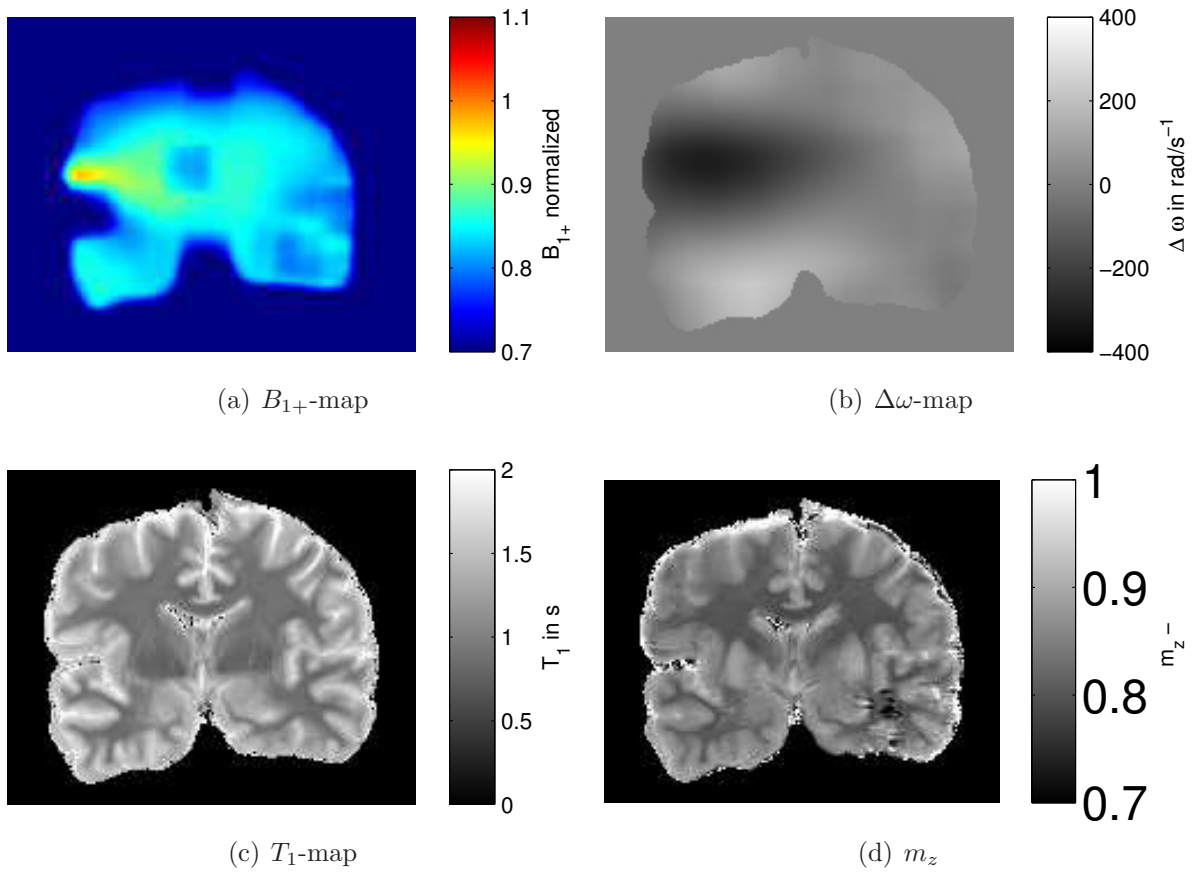 1.1
1
0.9
0.8
0.7
B1+ normalized
(a) B1+-map
400
200
0
−200
−400
Δ ω in rad/s−1
(b) Δω-map
2
1.5
1
0.5
0
T1 in s
(c) T1-map
1
0.9
0.8
0.7
mz −
(d) mz